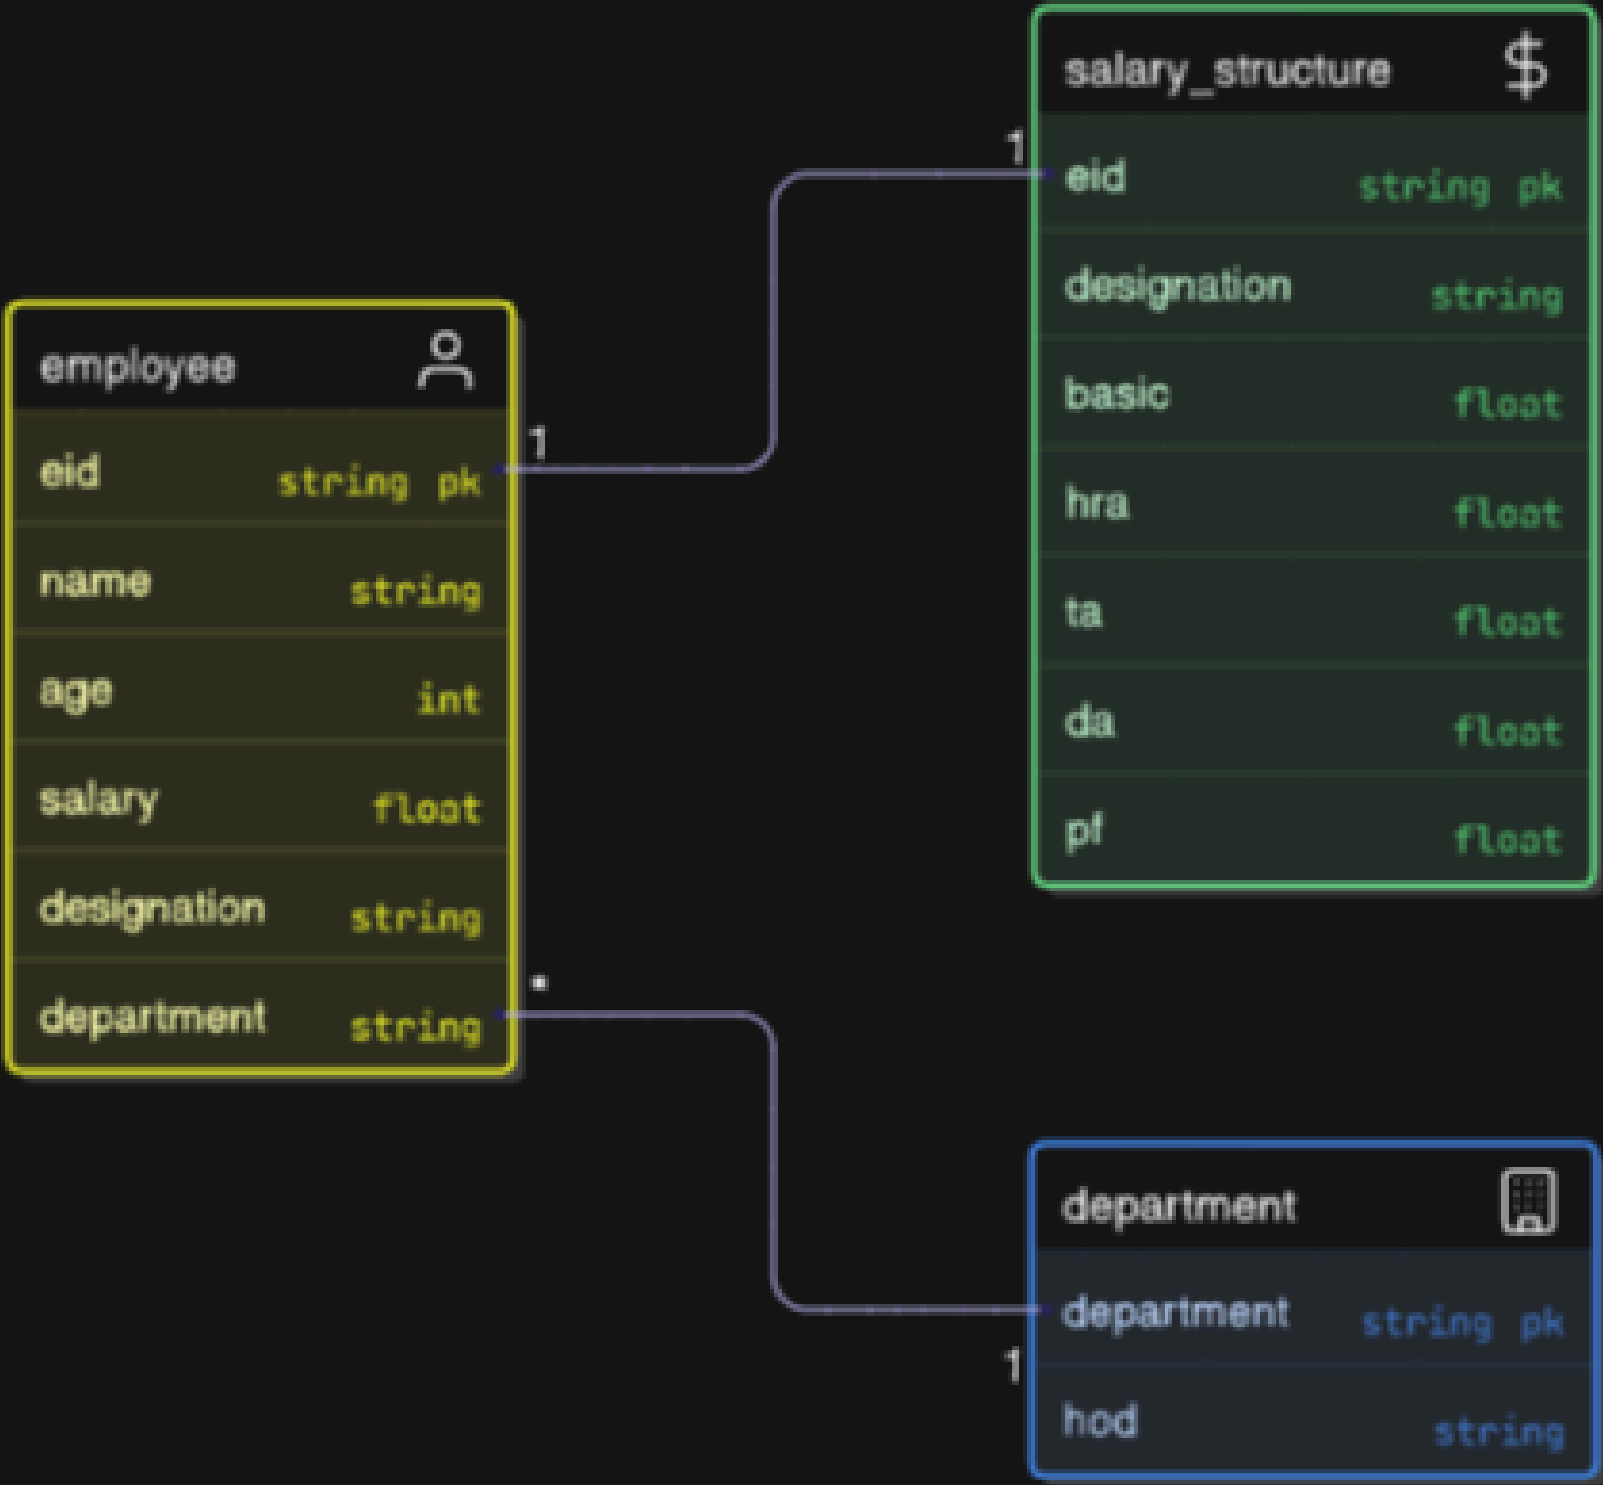 salary_structure $
1
eid string pk
designation string
basic float
hra float
ta float
da float
pf float
employee
1
eid string pk
name string
age int
salary float
designation string
*
department string
department
department string pk
1
hod string